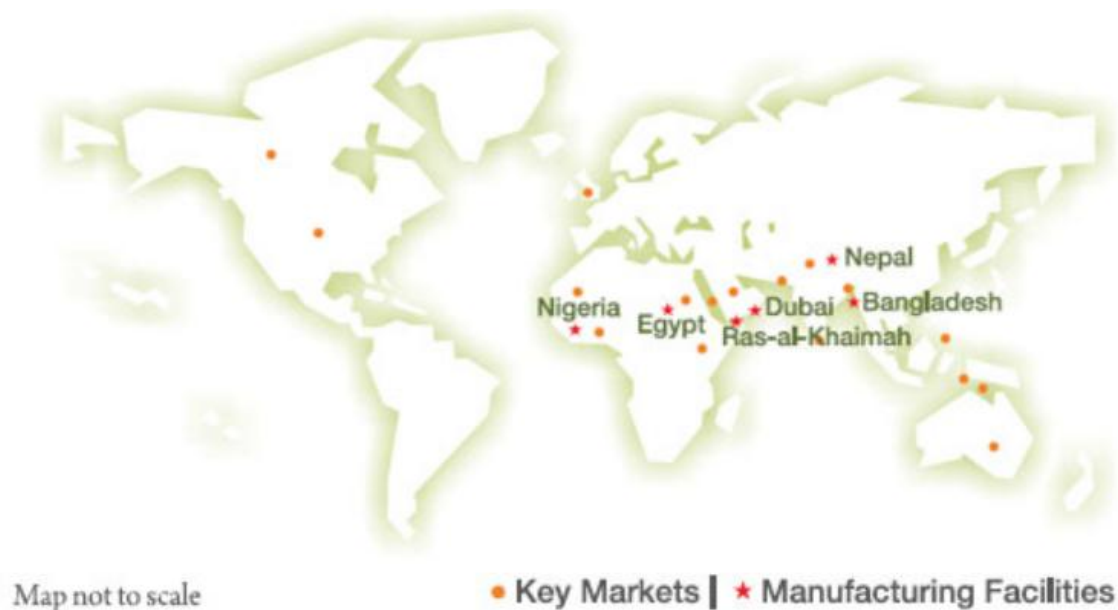 Nepal
Nigeria
Dubai
Bangladesh
Egypt
Ras-al-Khaimah
Map not to scale
Key Markets | Manufacturing Facilities